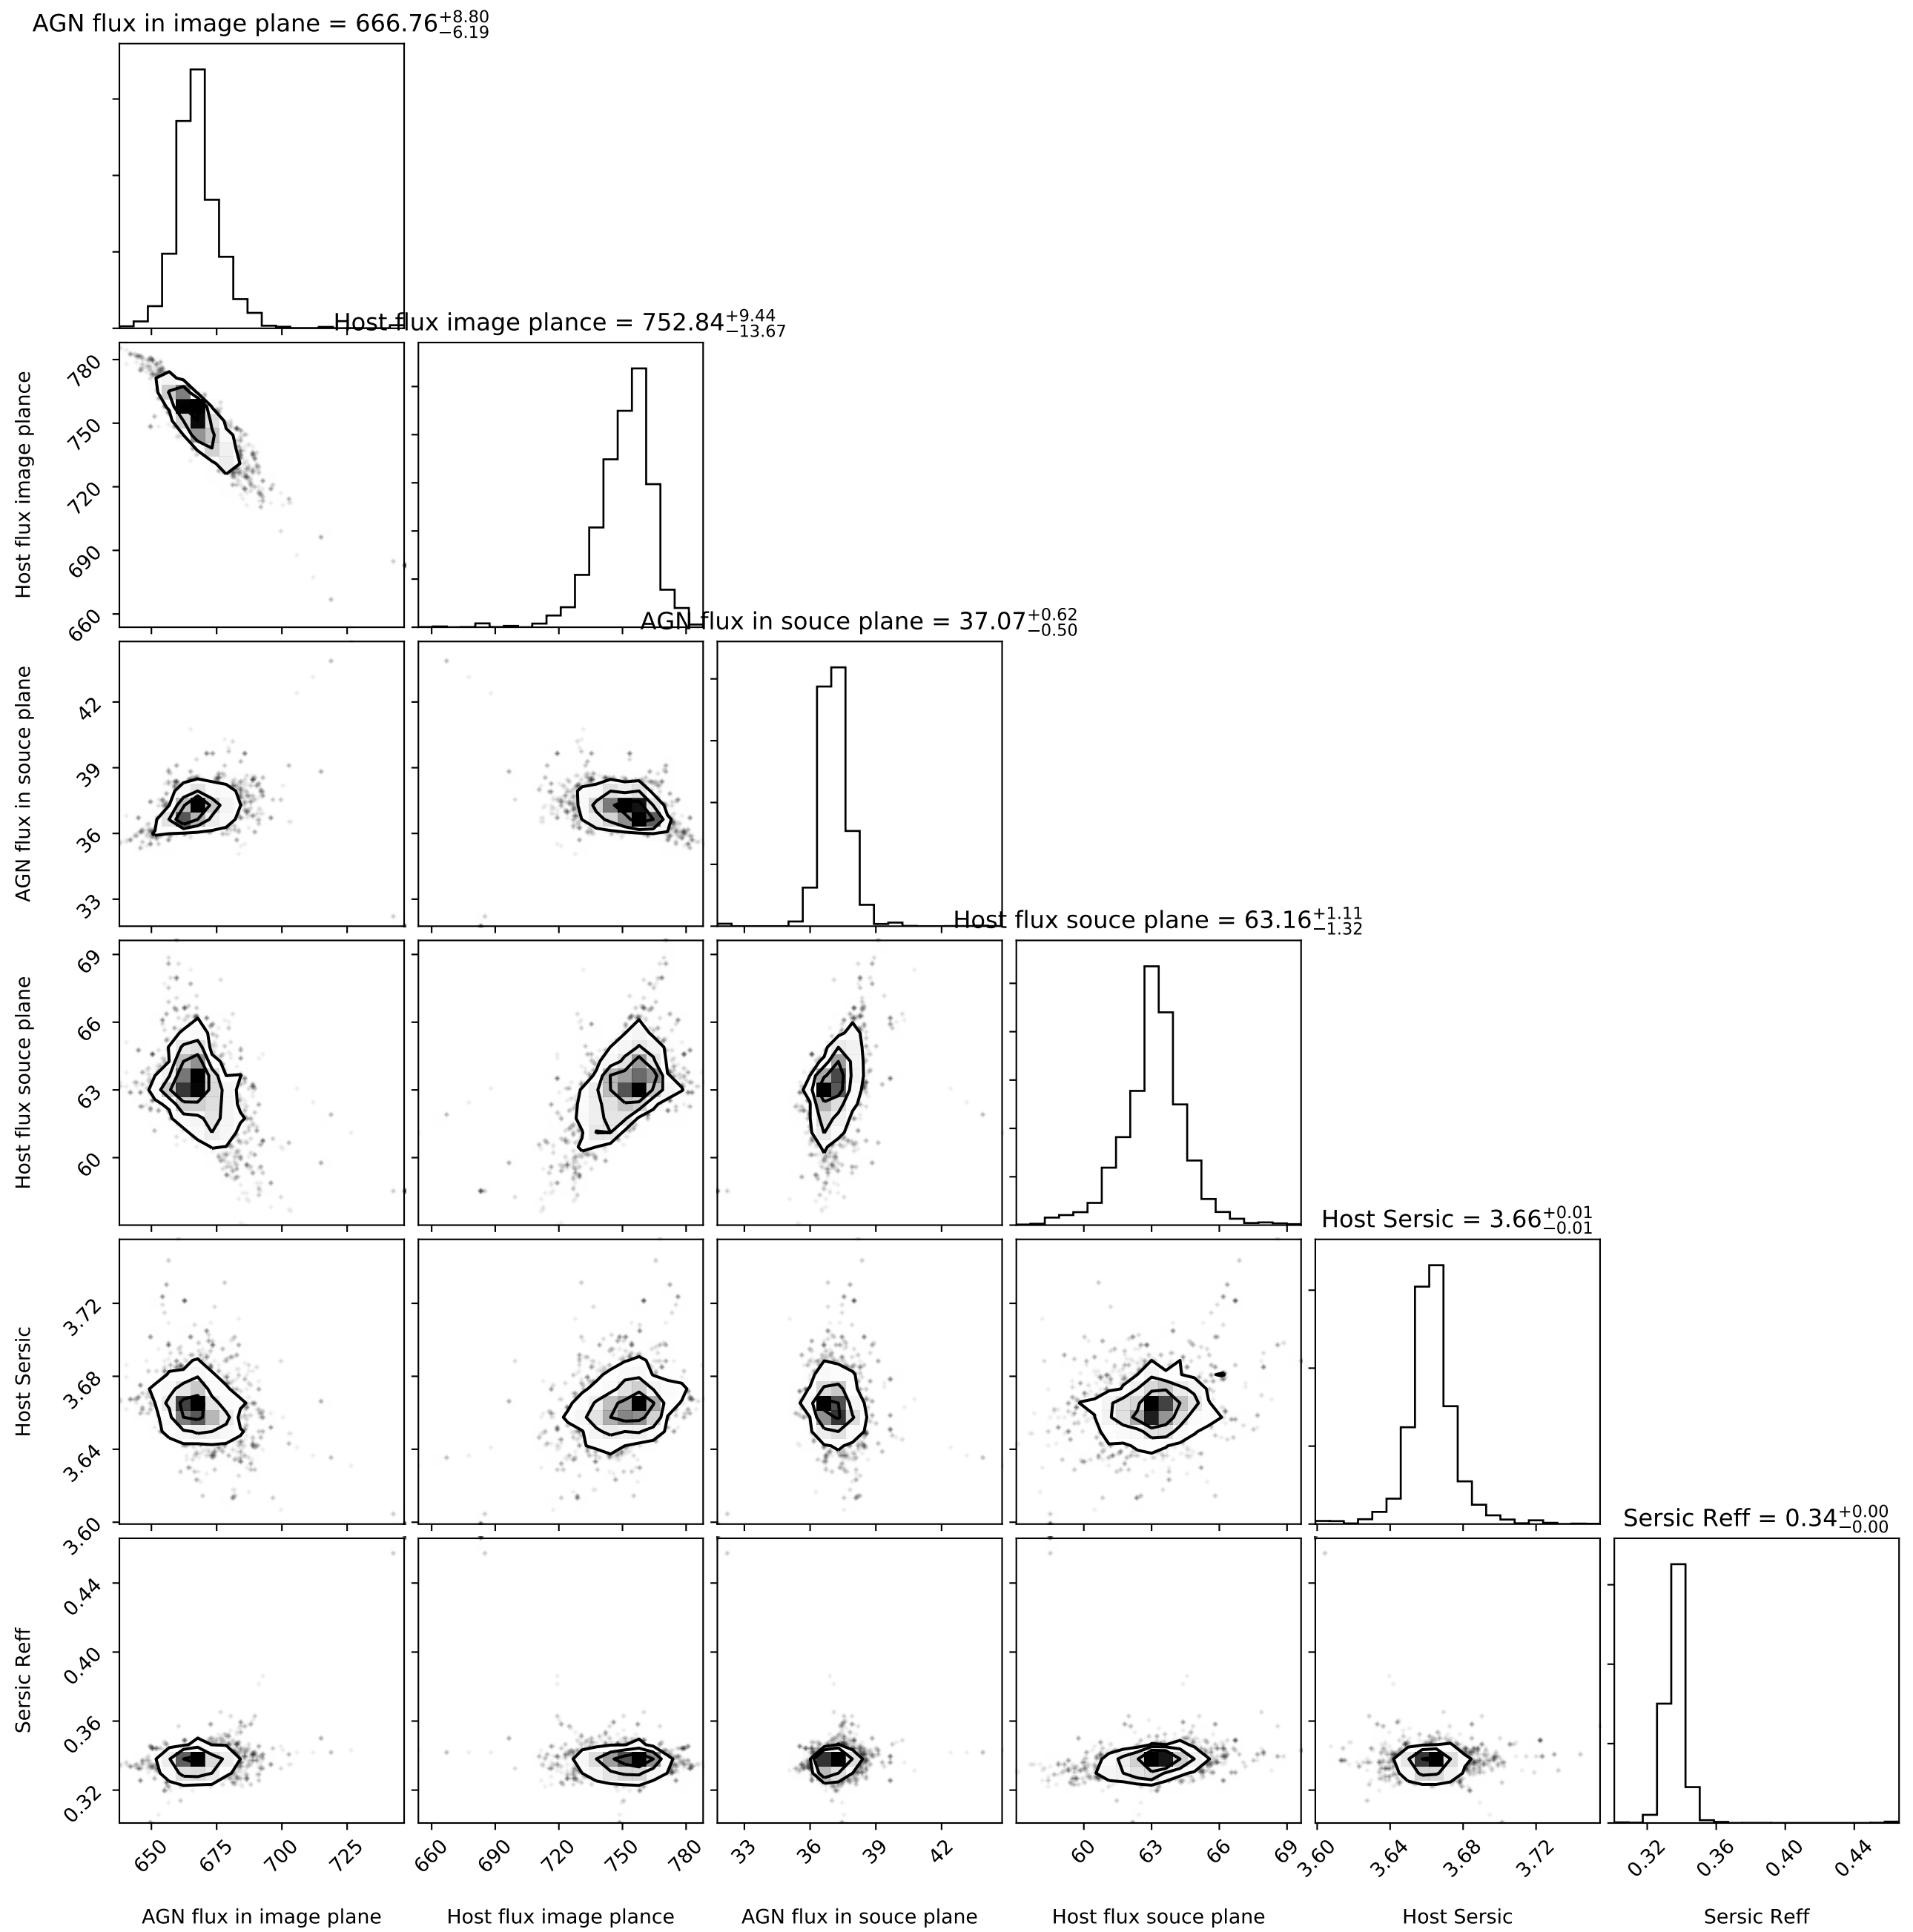 AGN flux in image plane = 666.76+8.80−6.19
Host flux image plance = 752.84+9.44−13.67
Host flux image plance
780
750
720
690
660
AGN flux in souce plane = 37.07+0.62−0.50
AGN flux in souce plane
42
39
36
33
Host flux souce plane = 63.16+1.11−1.32
Host flux souce plane
69
66
63
60
Host Sersic = 3.66+0.01−0.01
Host Sersic
3.72
3.68
3.64
3.60
Sersic Reff = 0.34+0.00−0.00
Sersic Reff
0.44
0.40
0.36
0.32
650 675 700 725 660 690 720 750 780 33 36 39 42 60 63 66 69 3.60 3.64 3.68 3.72 0.32 0.36 0.40 0.44
AGN flux in image plane Host flux image plance AGN flux in souce plane Host flux souce plane Host Sersic Sersic Reff